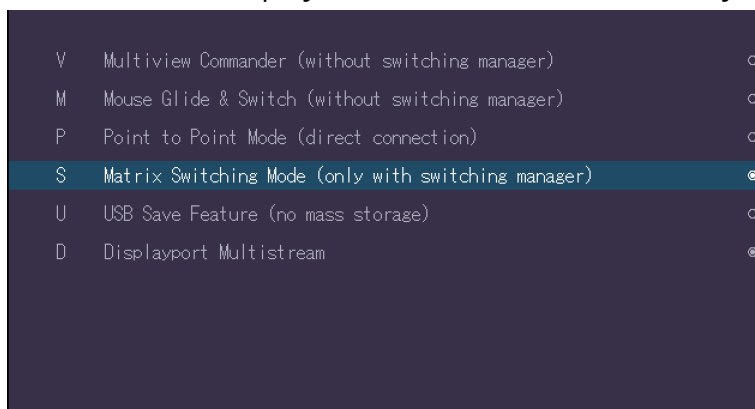 V Multiview Commander (without switching manager)
M Mouse Glide & Switch (without switching manager)
P Point to Point Mode (direct connection)
S Matrix Switching Mode (only with switching manager)
U USB Save Feature (no mass storage)
D Displayport Multistream